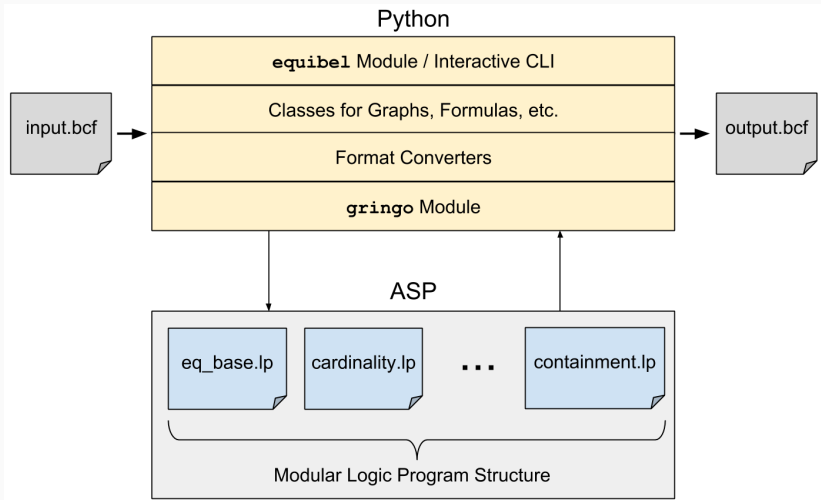 Python
equibel Module / Interactive CLI
Classes for Graphs, Formulas, etc.
input.bcf
output.bcf
Format Converters
gringo Module
ASP
eq_base.lp
cardinality.lp
...
containment.lp
Modular Logic Program Structure